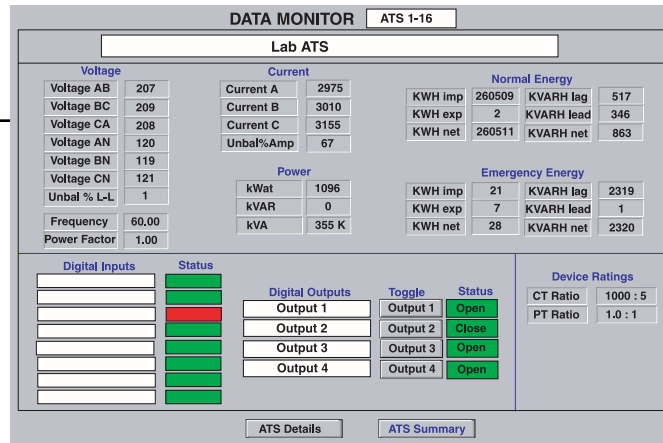 DATA MONITOR ATS 1-16
Lab ATS
Voltage
Voltage AB 207
Voltage BC 209
Voltage CA 208
Voltage AN 120
Voltage BN 119
Voltage CN 121
Unbal % L-L 1
Frequency 60.00
Power Factor 1.00
Current
Current A 2975
Current B 3010
Current C 3155
Unbal%Amp 67
Power
kWat 1096
kVAR 0
kVA 355 K
Normal Energy
KWH imp 260509 KVARH lag 517
KWH exp 2 KVARH lead 346
KWH net 260511 KVARH net 863
Emergency Energy
KWH imp 21 KVARH lag 2319
KWH exp 7 KVARH lead 1
KWH net 28 KVARH net 2320
Digital Inputs Status
Digital Outputs Toggle Status
Output 1 Output 1 Open
Output 2 Output 2 Close
Output 3 Output 3 Open
Output 4 Output 4 Open
Device Ratings
CT Ratio 1000 : 5
PT Ratio 1.0 : 1
ATS Details ATS Summary